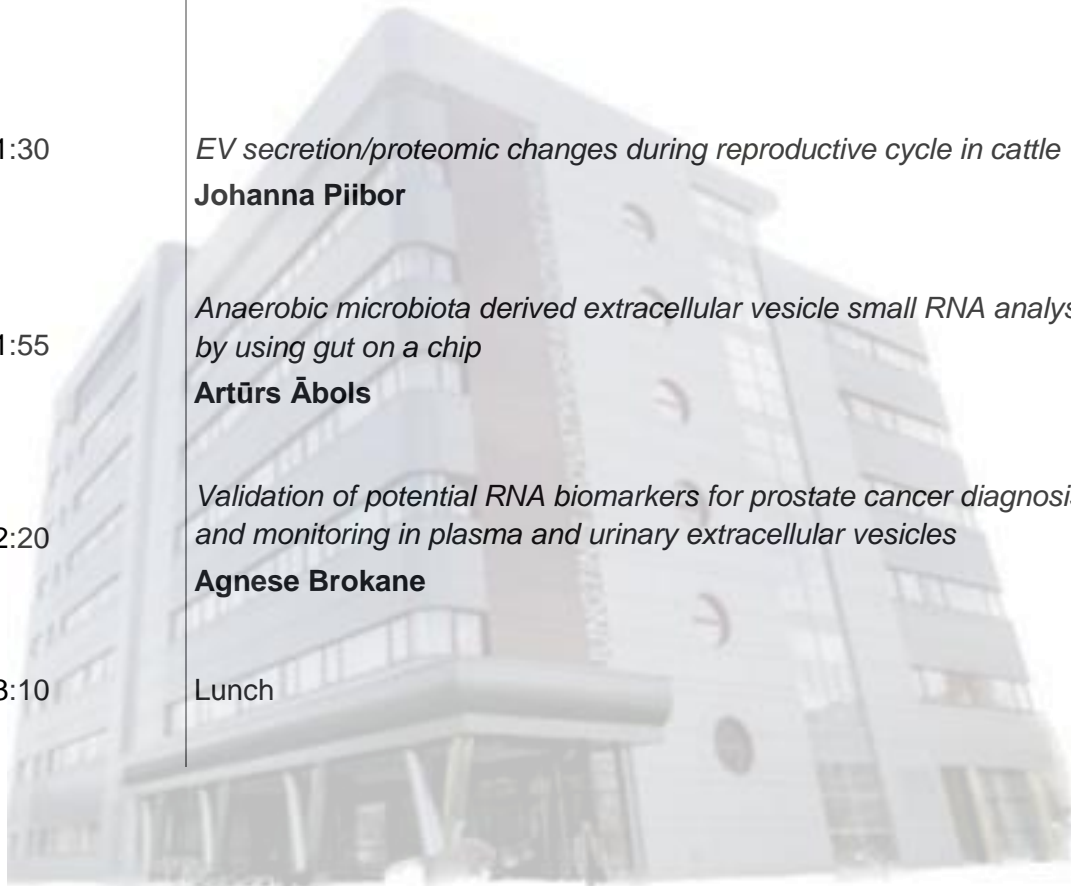 1:30
EV secretion/proteomic changes during reproductive cycle in cattle
Johanna Piibor
Anaerobic microbiota derived extracellular vesicle small RNA analys
1:55
by using gut on a chip
Artūrs Ābols
Validation of potential RNA biomarkers for prostate cancer diagnosi
2:20
and monitoring in plasma and urinary extracellular vesicles
Agnese Brokane
3:10
Lunch